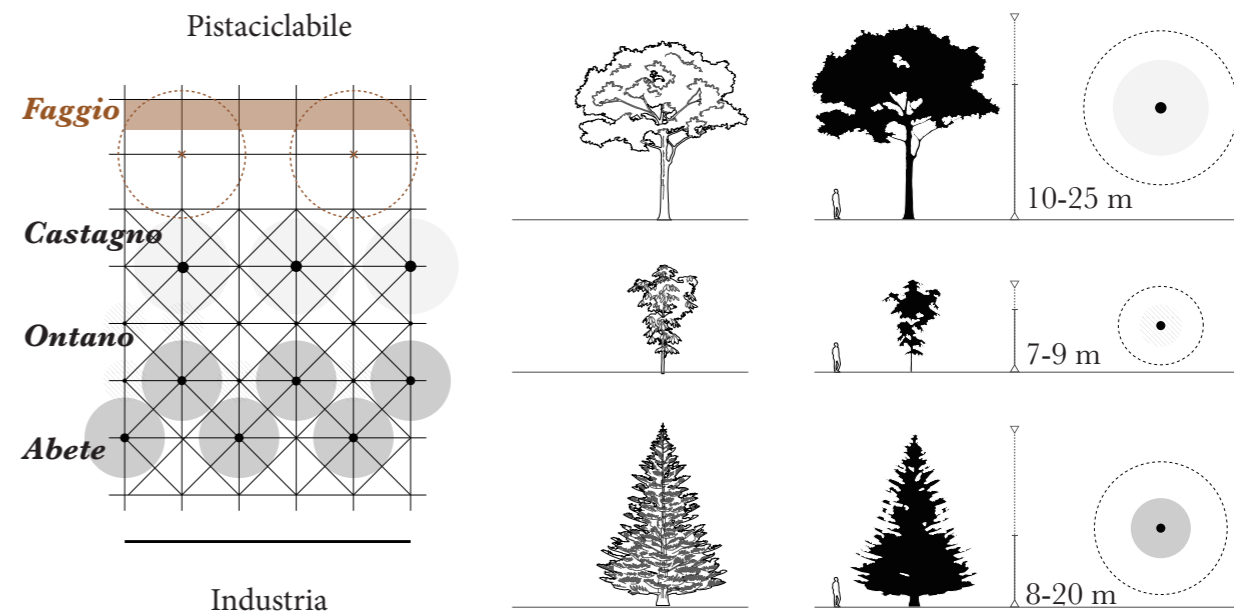 Pistaciclabile
Faggio
Castagno
Ontano
Abete
Industria
10-25 m
7-9 m
8-20 m